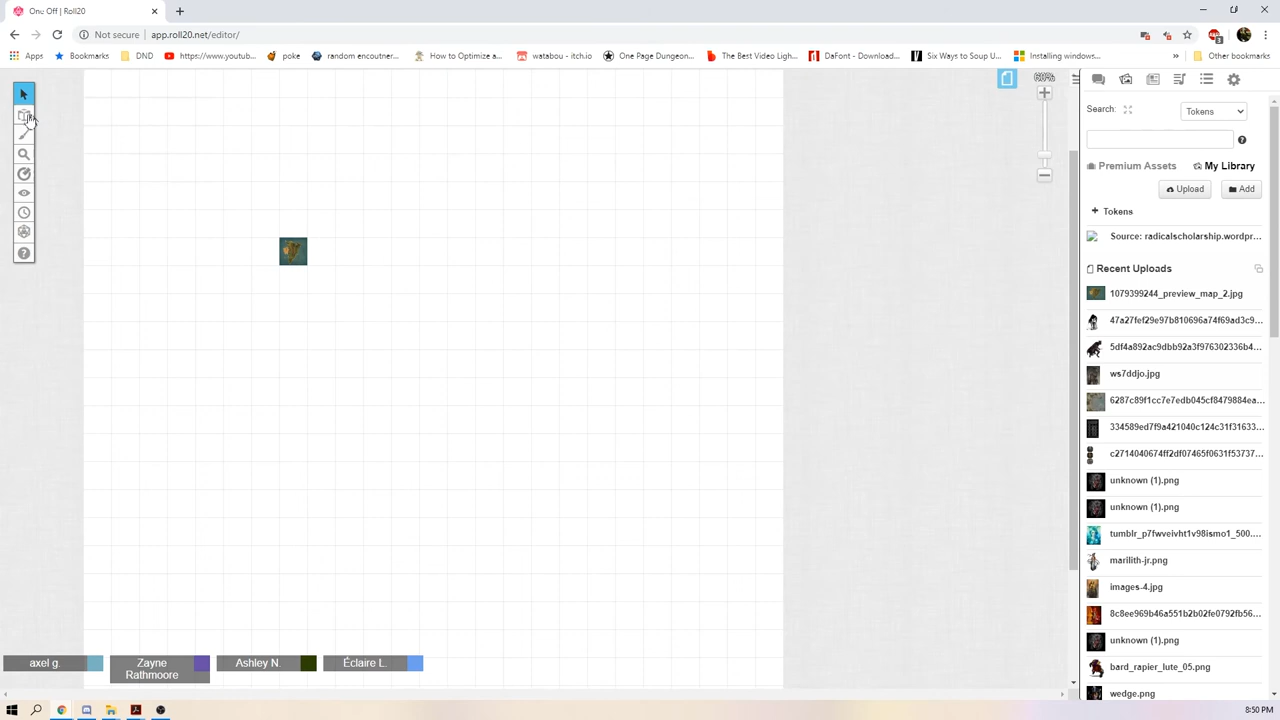 One Off | Roll20
Not secure | app.roll20.net/editor/
Apps Bookmarks DND https://www.youtub... poke random encoutner... How to Optimize a... watabou - itch.io One Page Dungeon... The Best Video Ligh... DaFont - Download... Six Ways to Soup U... Installing windows... » Other bookmarks
60%
Search: Tokens
Premium Assets My Library
Upload Add
+ Tokens
Source: radicalscholarship.wordpr...
Recent Uploads
1079399244_preview_map_2.jpg
47a27fef29e97b810696a74f69ad3c9...
5df4a892ac9dbb92a3f976302336b4...
ws7ddjo.jpg
6287c89f1cc7e7edb045cf8479884ea...
334589ed7f9a421040c124c31f31633...
c2714040674ff2df07465f0631f53737...
unknown (1).png
unknown (1).png
tumblr_p7fwveivht1v98ismo1_500....
marilith-jr.png
images-4.jpg
8c8ee969b46a551b2b02fe0792fb56...
unknown (1).png
bard_rapier_lute_05.png
wedge.png
axel g. Zayne Rathmoore Ashley N. Éclaire L.
8:50 PM